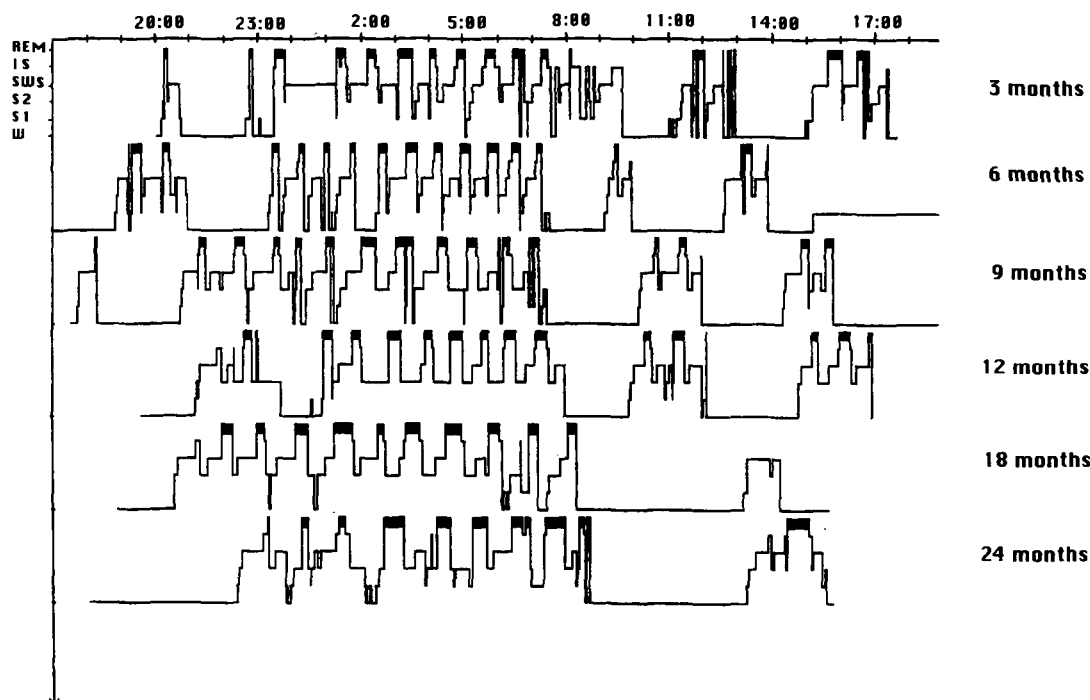 20:00 23:00 2:00 5:00 8:00 11:00 14:00 17:00
REM
IS
SWS
S2
S1
W
3 months
6 months
9 months
12 months
18 months
24 months